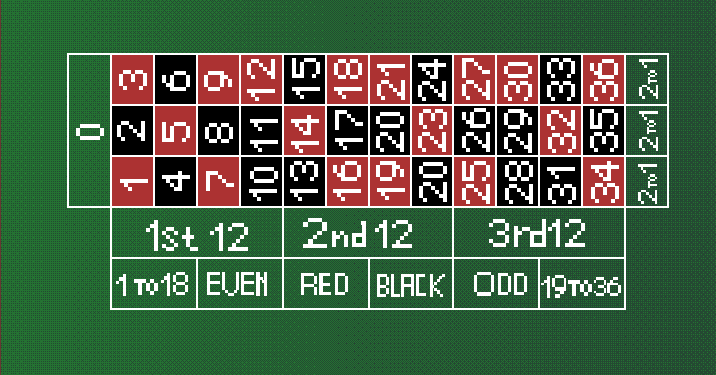 3 6 9 12 15 18 21 24 27 30 33 36 2to1
0 2 5 8 11 14 17 20 23 26 29 32 35 2to1
1 4 7 10 13 16 19 20 25 28 31 34 2to1
1st 12 2nd 12 3rd12
1 To18 EVEN RED BLACK ODD 19To36